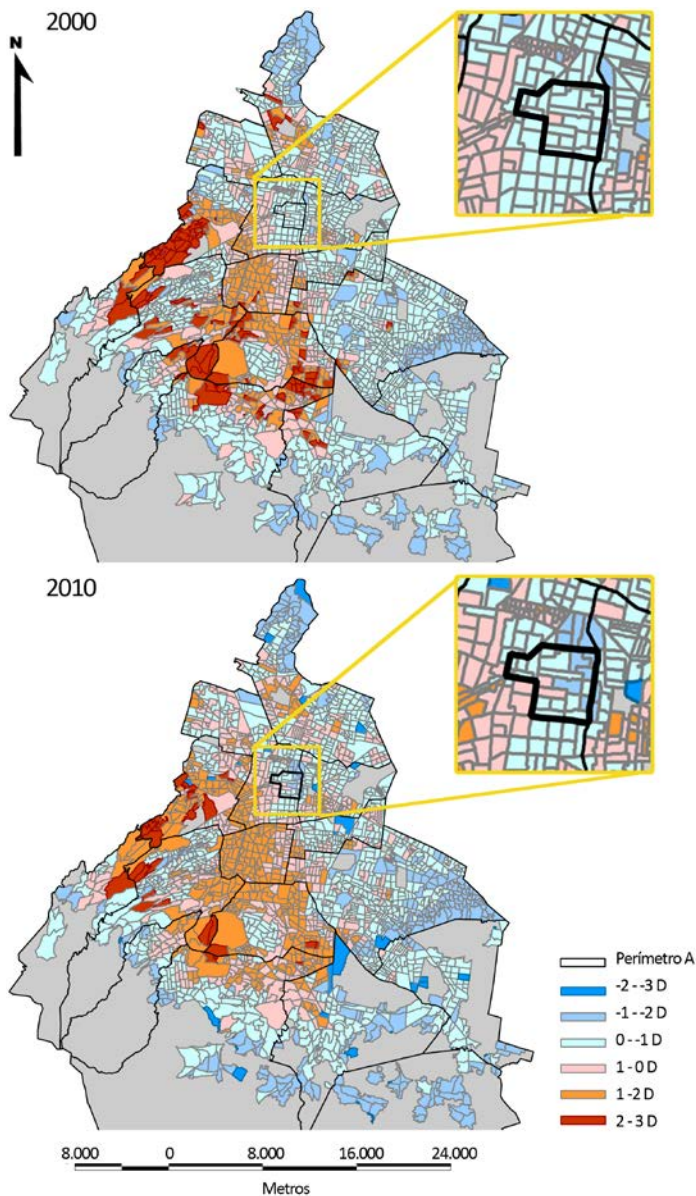 2000
N
2010
Perímetro A
-2--3 D
-1--2 D
0--1 D
1-0 D
1-2 D
2-3 D
8.000 0 8.000 16.000 24.000
Metros